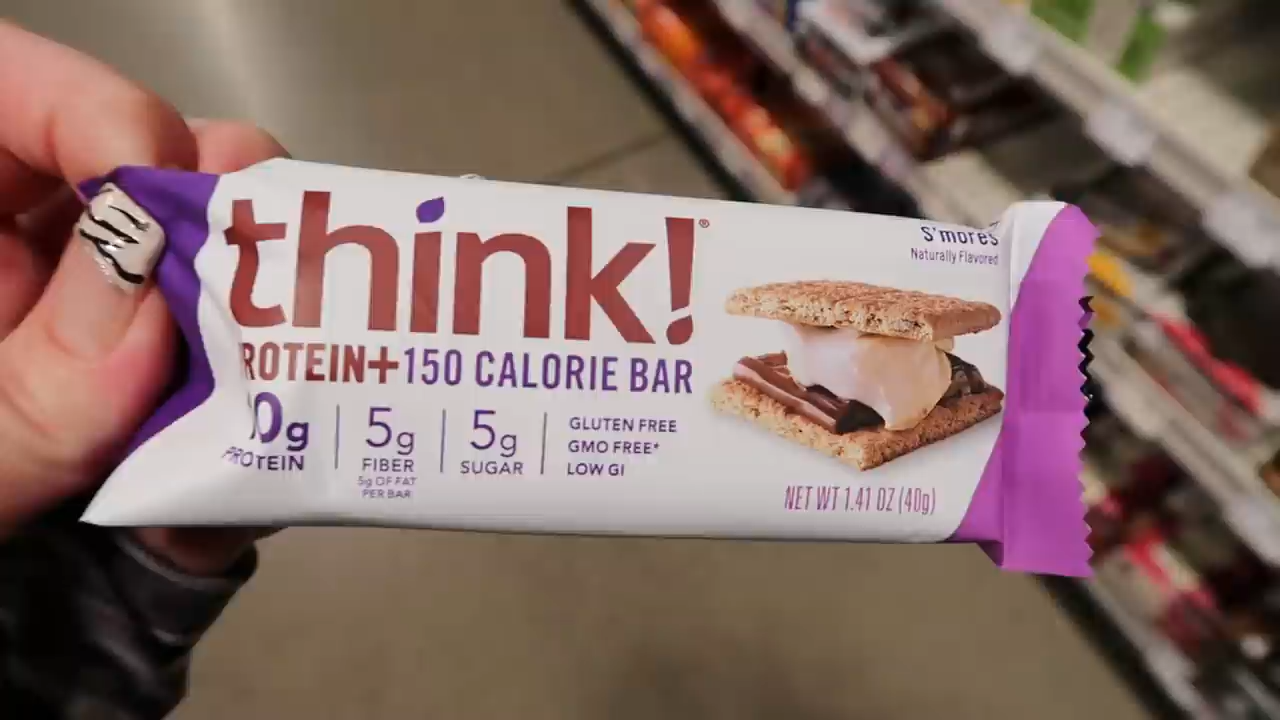 think!®
ROTEIN+ 150 CALORIE BAR
0g
PROTEIN
5g
FIBER
5g OF FAT
PER BAR
5g
SUGAR
GLUTEN FREE
GMO FREE*
LOW GI
S'mores
Naturally Flavored
NET WT 1.41 OZ (40g)